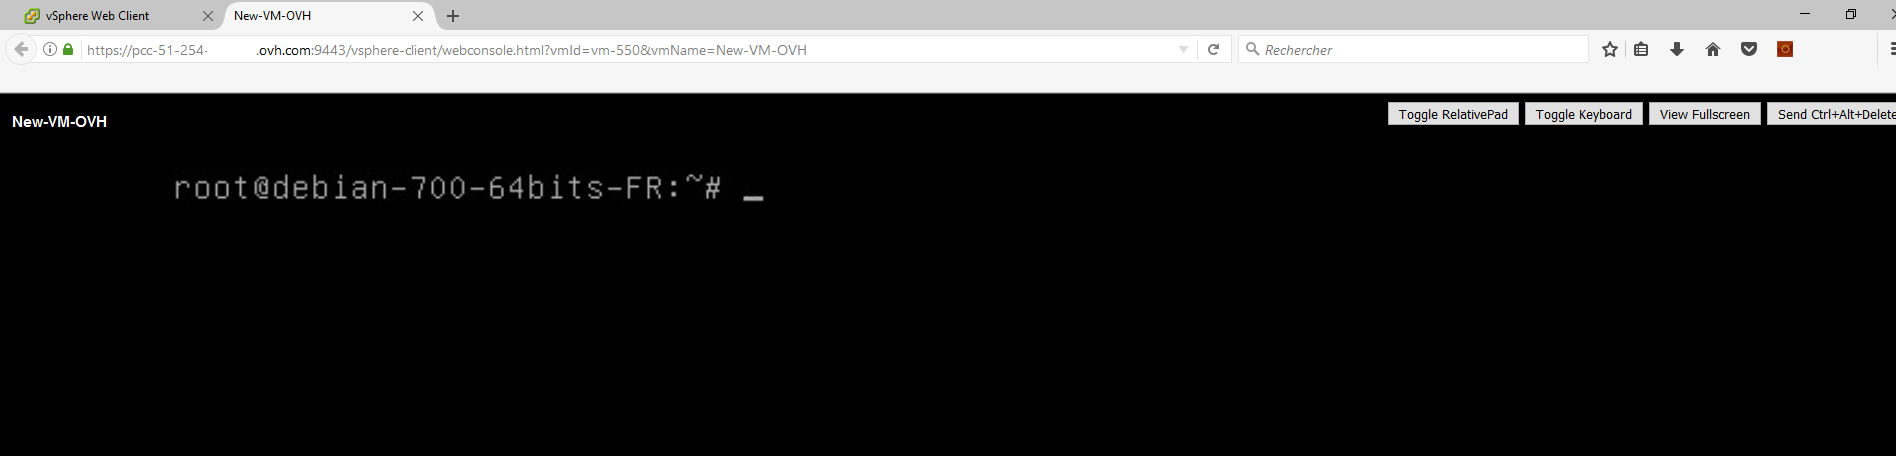 vSphere Web Client New-VM-OVH
https://pcc-51-254- .ovh.com:9443/vsphere-client/webconsole.html?vmId=vm-550&vmName=New-VM-OVH Rechercher
New-VM-OVH Toggle RelativePad Toggle Keyboard View Fullscreen Send Ctrl+Alt+Delete
root@debian-700-64bits-FR:~# _